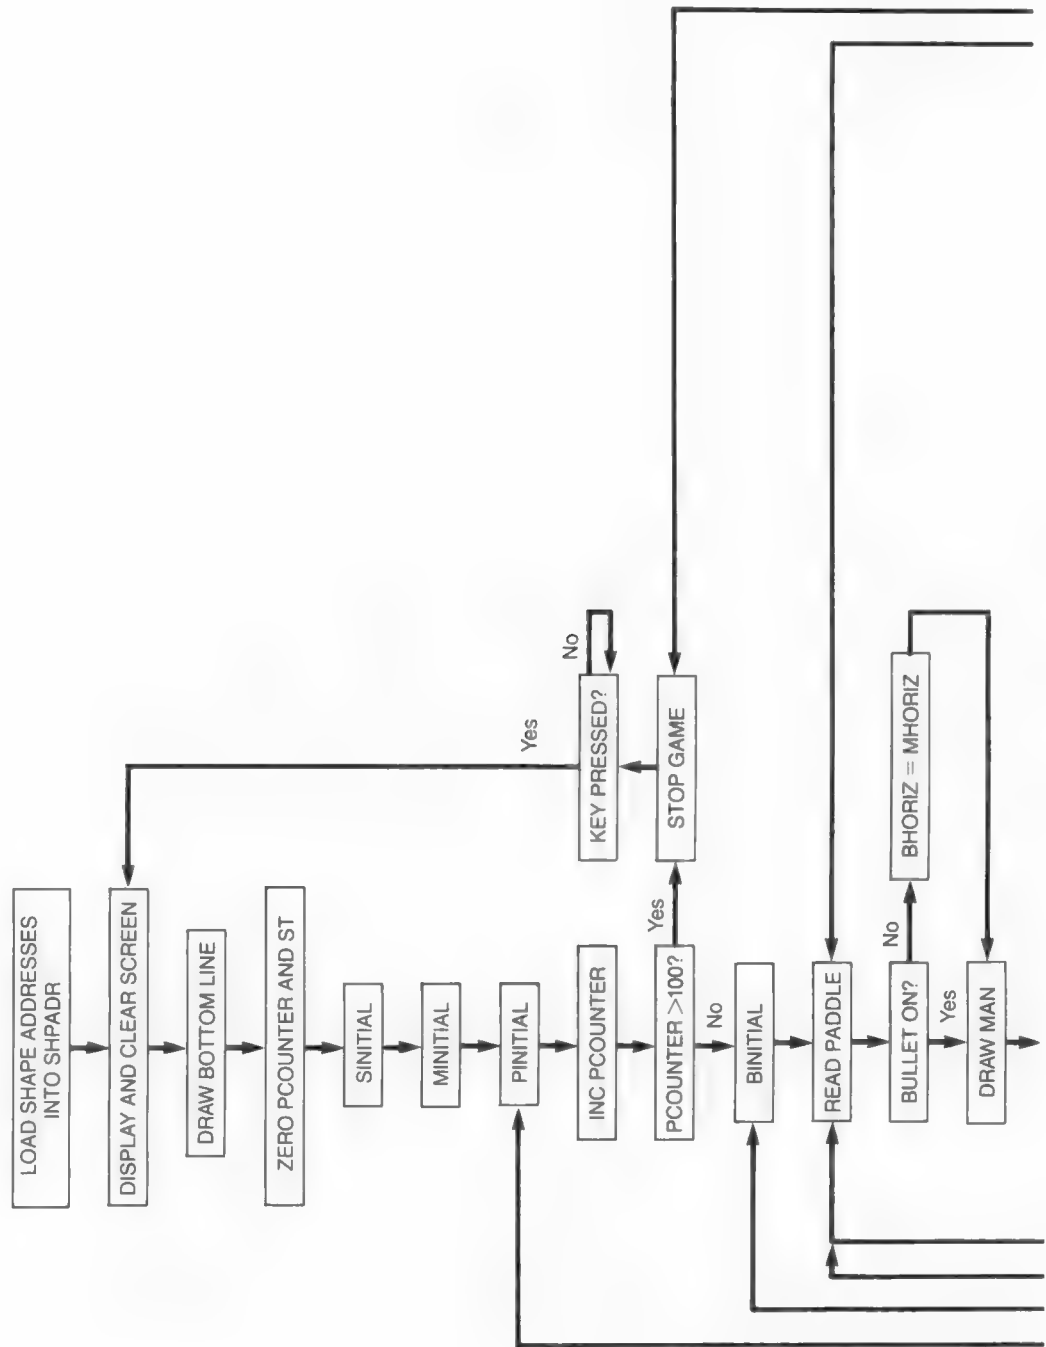 LOAD SHAPE ADDRESSES
INTO SHPADR
DISPLAY AND CLEAR SCREEN
DRAW BOTTOM LINE
ZERO PCOUNTER AND ST
SINITIAL
MINITIAL
PINITIAL
INC PCOUNTER
PCOUNTER >100?
Yes
STOP GAME
KEY PRESSED?
No
Yes
No
BINITIAL
READ PADDLE
BULLET ON?
No
BHORIZ = MHORIZ
Yes
DRAW MAN